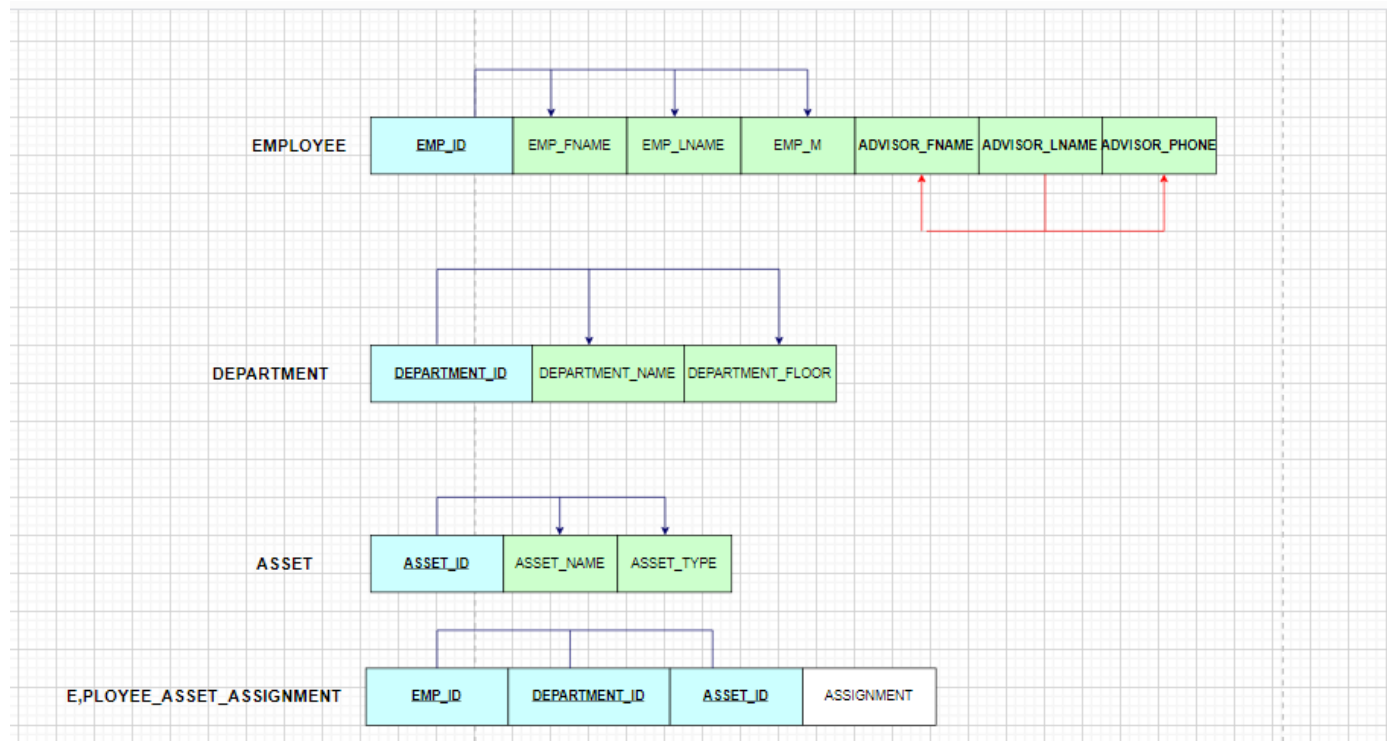 EMPLOYEE EMP_ID EMP_FNAME EMP_LNAME EMP_M ADVISOR_FNAME ADVISOR_LNAME ADVISOR_PHONE
DEPARTMENT DEPARTMENT_ID DEPARTMENT_NAME DEPARTMENT_FLOOR
ASSET ASSET_ID ASSET_NAME ASSET_TYPE
E,PLOYEE_ASSET_ASSIGNMENT EMP_ID DEPARTMENT_ID ASSET_ID ASSIGNMENT